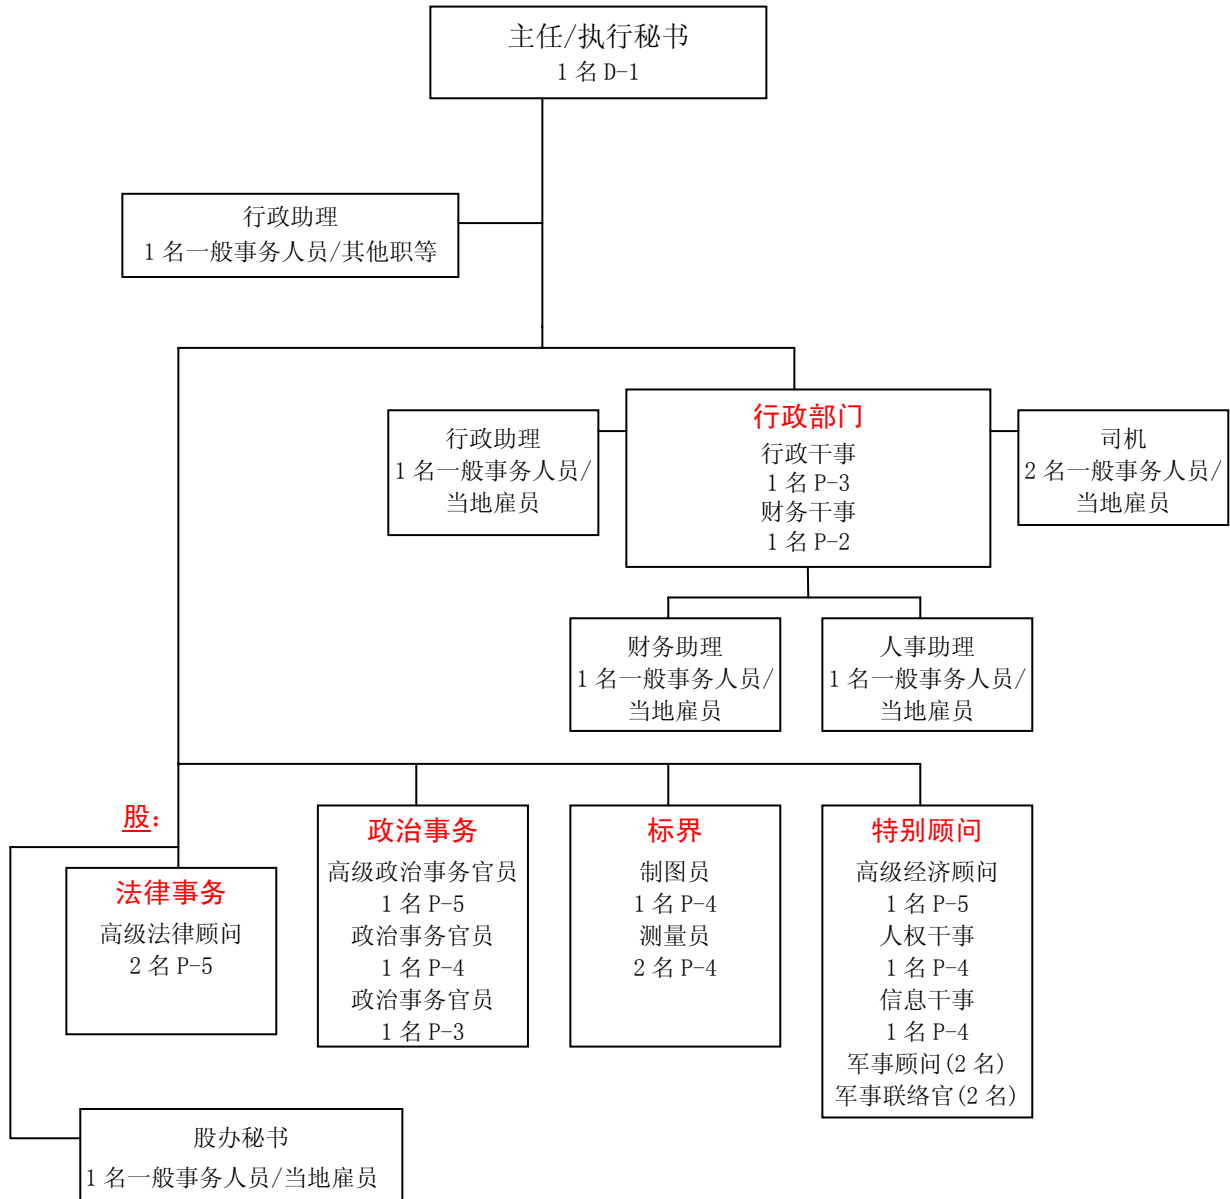 主任/执行秘书
1 名 D-1
行政助理
1 名一般事务人员/其他职等
行政助理
1 名一般事务人员/
当地雇员
行政部门
行政干事
1 名 P-3
财务干事
1 名 P-2
司机
2 名一般事务人员/
当地雇员
财务助理
1 名一般事务人员/
当地雇员
人事助理
1 名一般事务人员/
当地雇员
股:
法律事务
高级法律顾问
2 名 P-5
政治事务
高级政治事务官员
1 名 P-5
政治事务官员
1 名 P-4
政治事务官员
1 名 P-3
标界
制图员
1 名 P-4
测量员
2 名 P-4
特别顾问
高级经济顾问
1 名 P-5
人权干事
1 名 P-4
信息干事
1 名 P-4
军事顾问(2 名)
军事联络官(2 名)
股办秘书
1 名一般事务人员/当地雇员